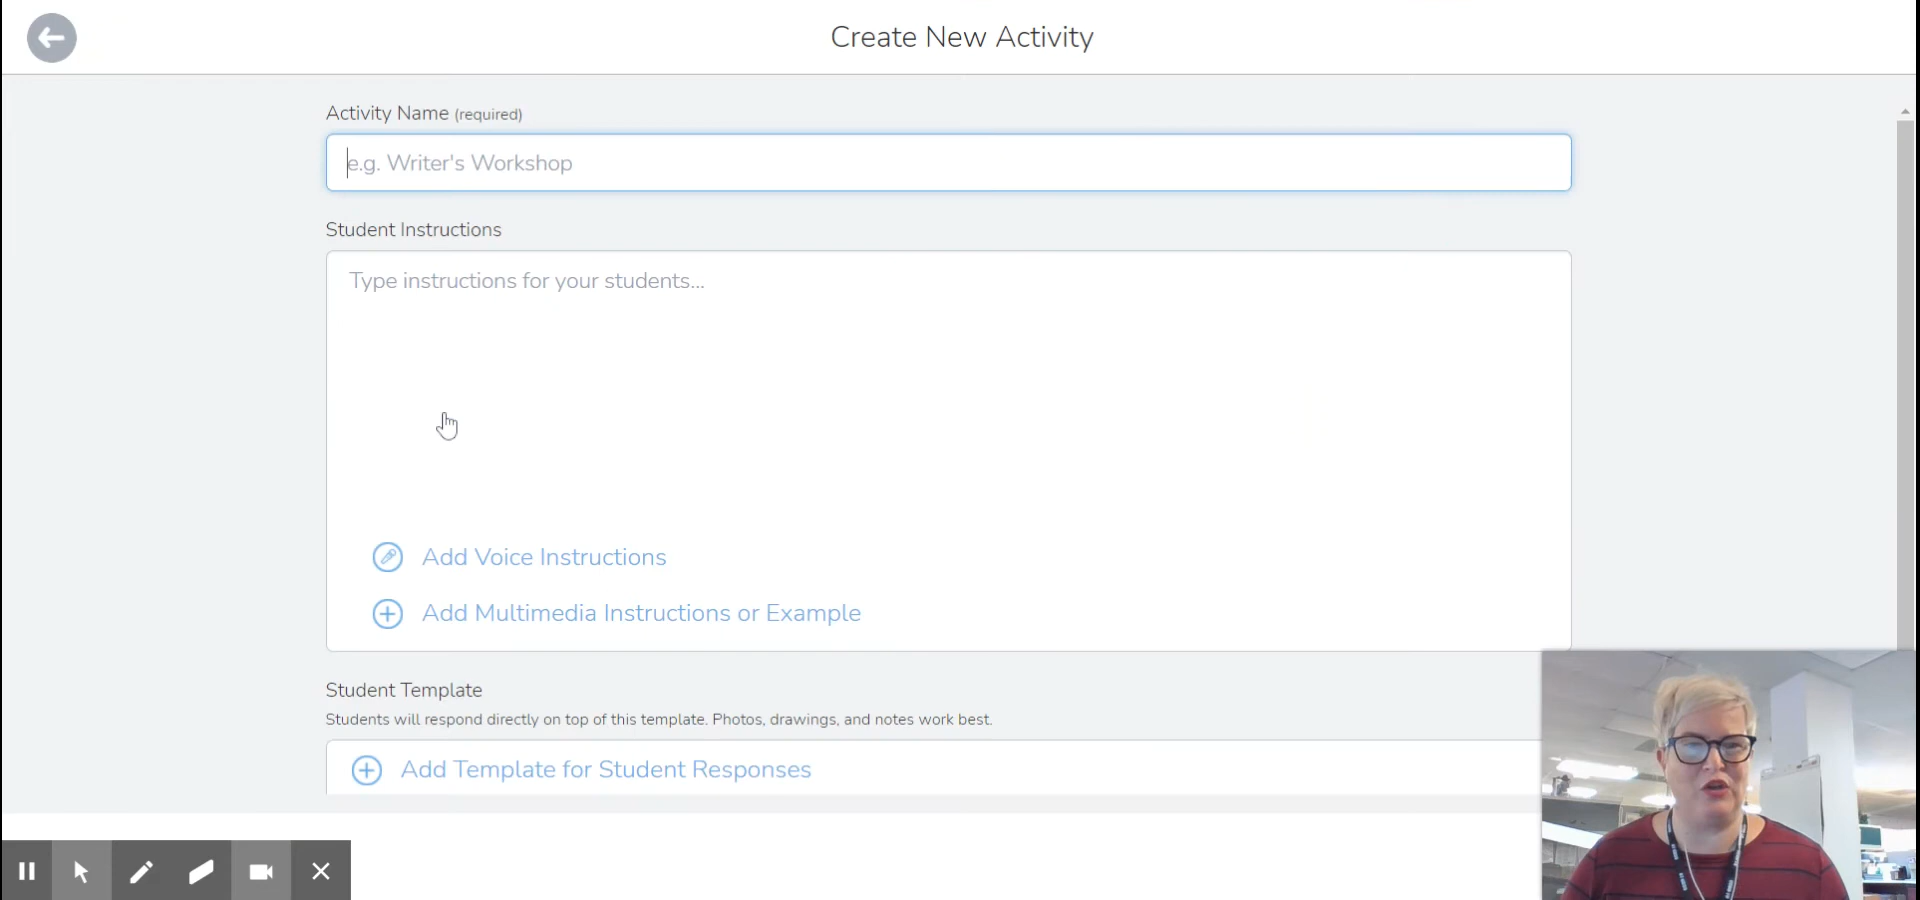 Create New Activity
Activity Name (required)
e.g. Writer's Workshop
Student Instructions
Type instructions for your students...
Add Voice Instructions
Add Multimedia Instructions or Example
Student Template
Students will respond directly on top of this template. Photos, drawings, and notes work best.
Add Template for Student Responses